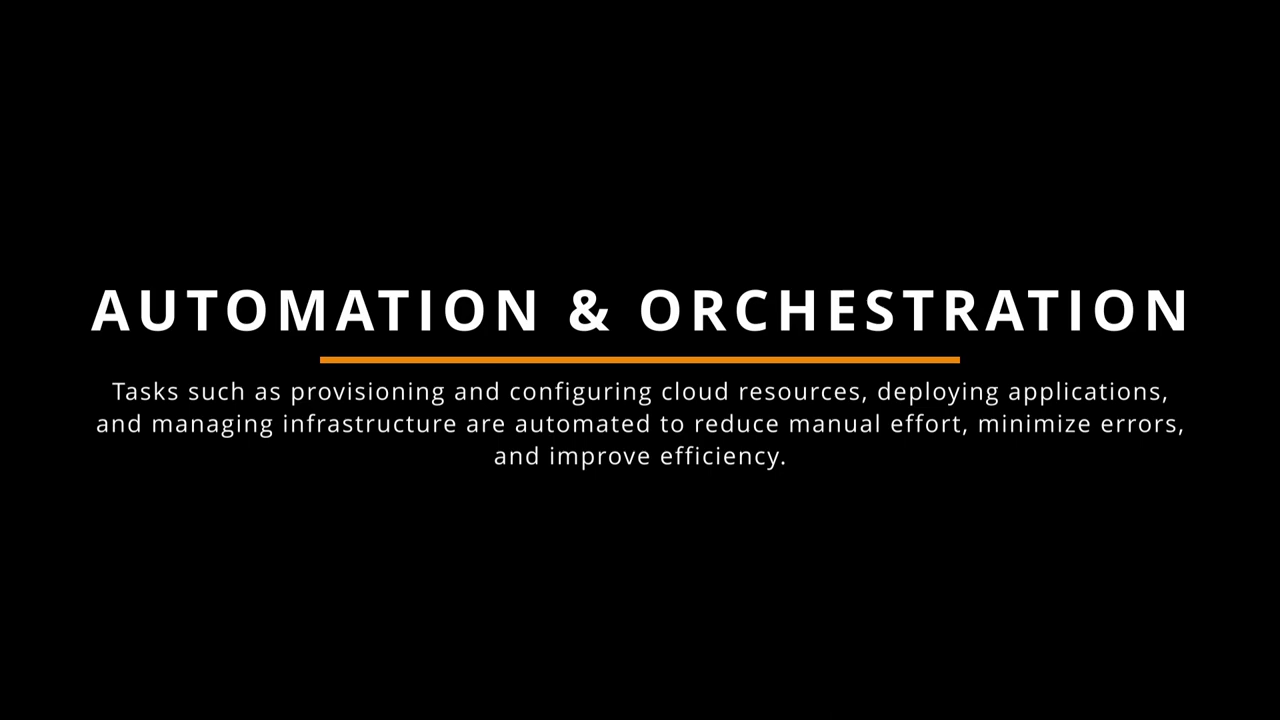 AUTOMATION & ORCHESTRATION
Tasks such as provisioning and configuring cloud resources, deploying applications,
and managing infrastructure are automated to reduce manual effort, minimize errors,
and improve efficiency.